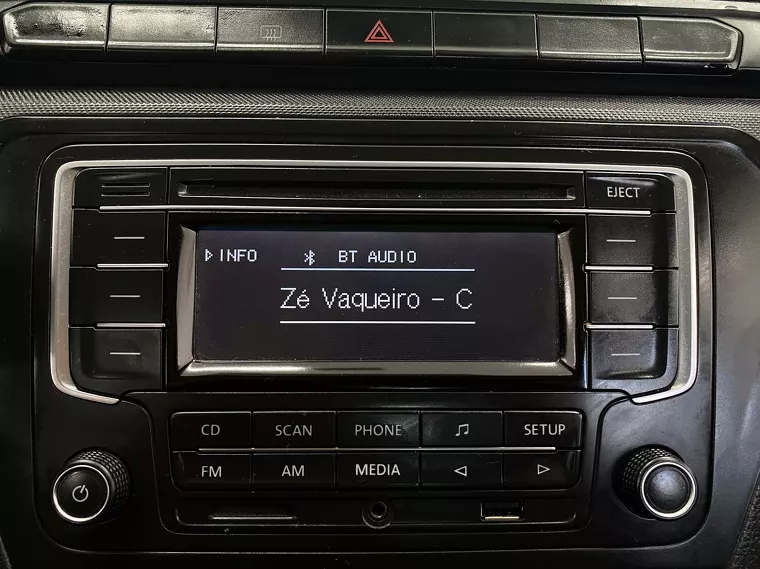 EJECT
INFO BT AUDIO
Zé Vaqueiro - C
CD SCAN PHONE SETUP
FM AM MEDIA